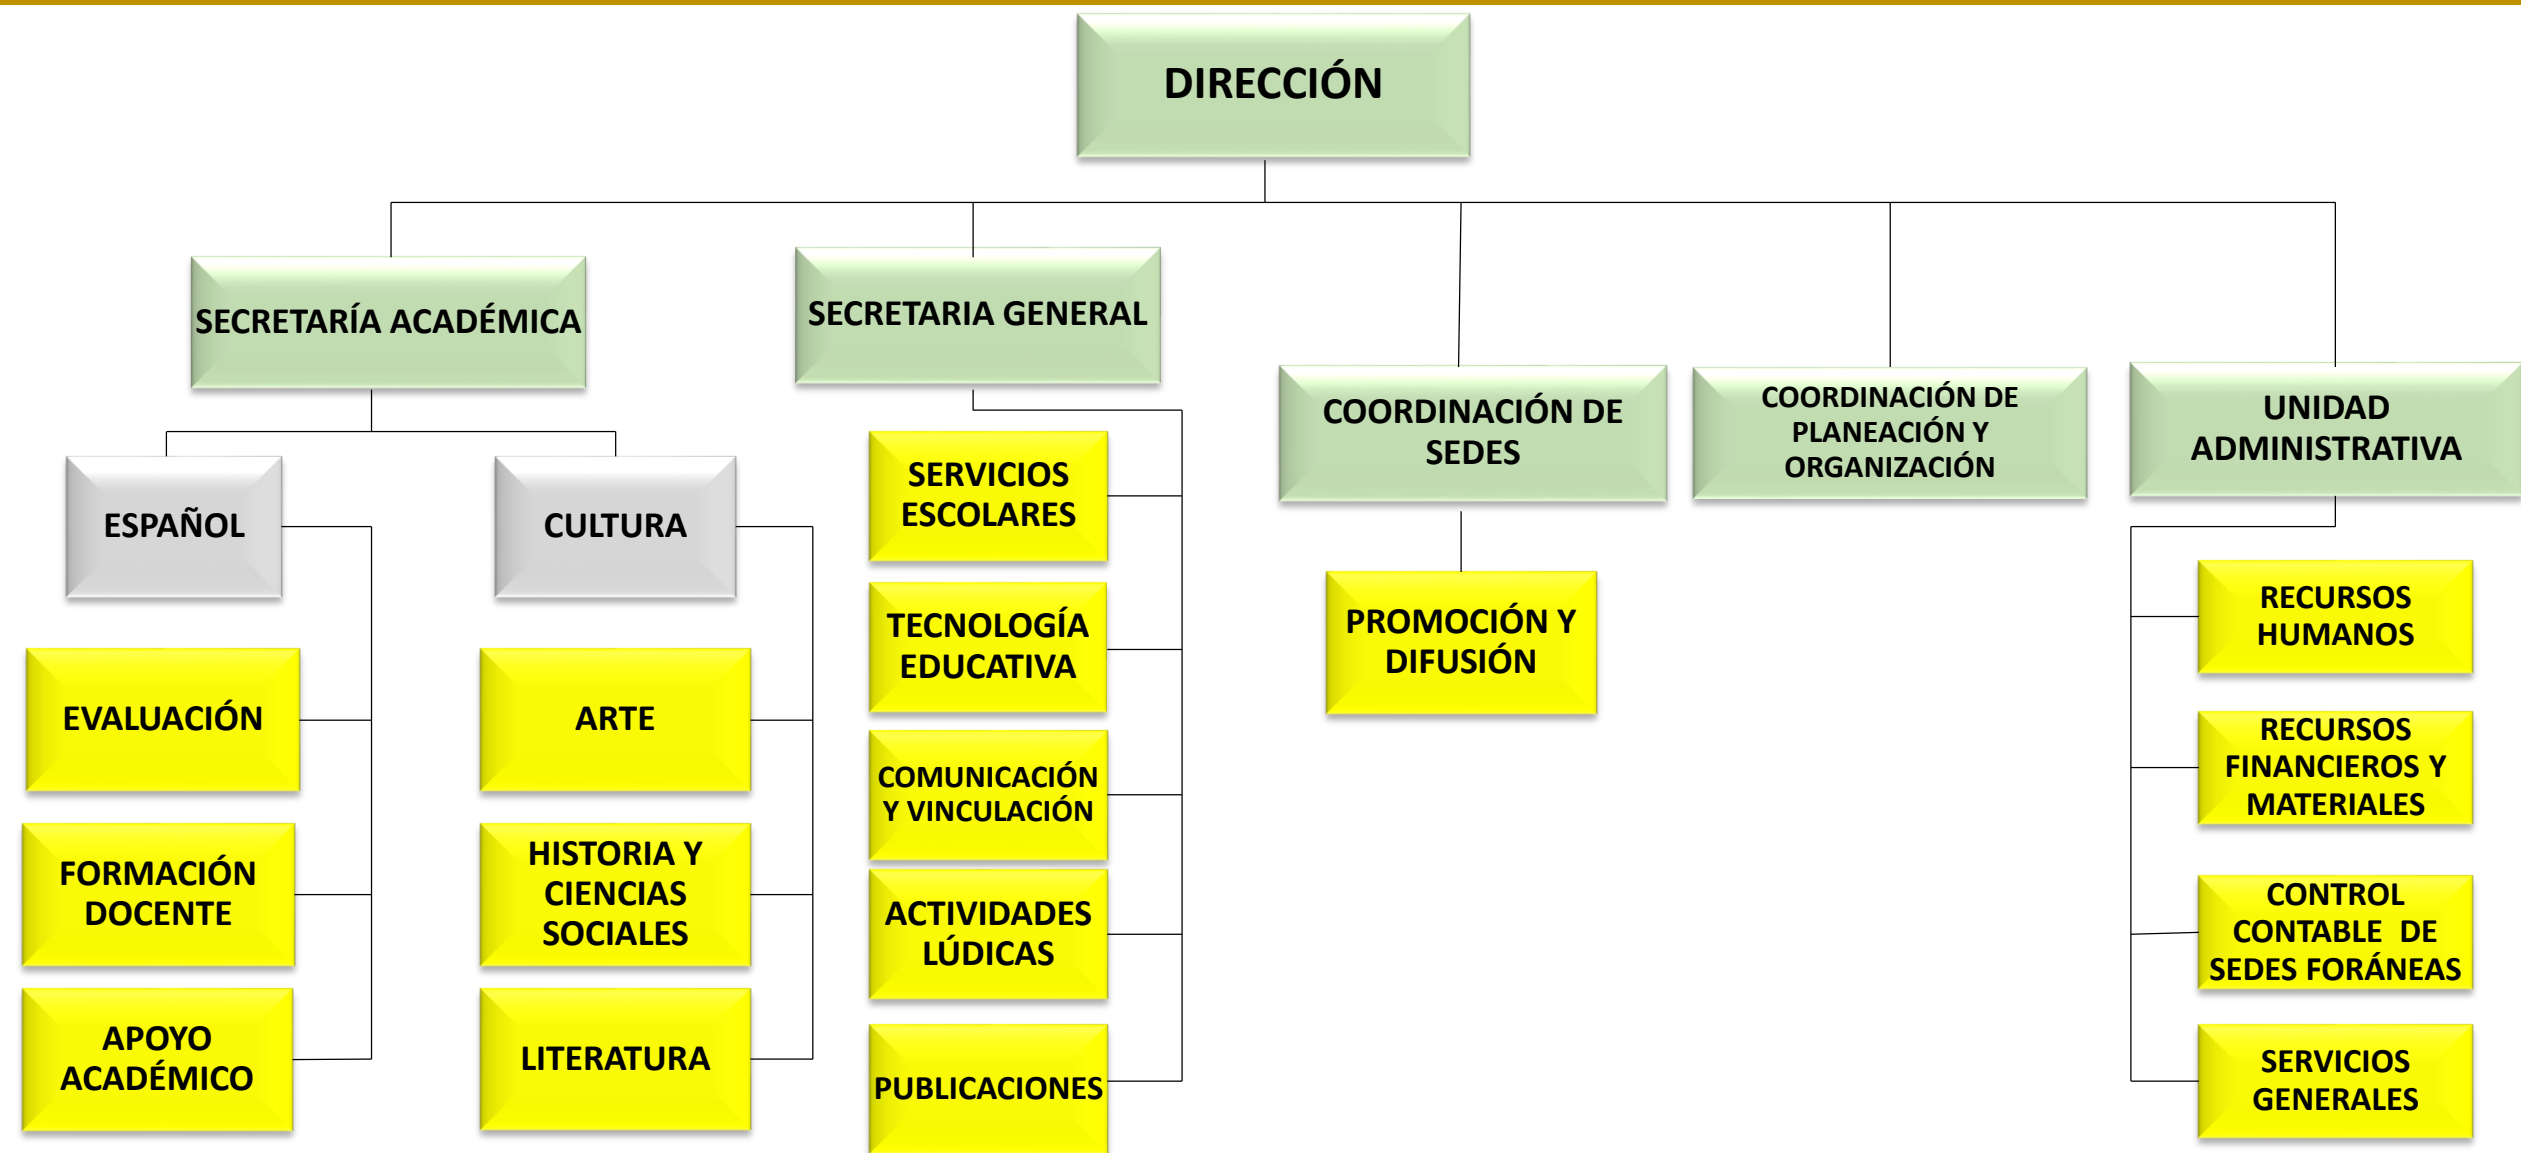 DIRECCIÓN
SECRETARÍA ACADÉMICA
SECRETARIA GENERAL
COORDINACIÓN DE
SEDES
COORDINACIÓN DE
PLANEACIÓN Y
ORGANIZACIÓN
UNIDAD
ADMINISTRATIVA
ESPAÑOL
EVALUACIÓN
FORMACIÓN
DOCENTE
APOYO
ACADÉMICO
CULTURA
ARTE
HISTORIA Y
CIENCIAS
SOCIALES
LITERATURA
SERVICIOS
ESCOLARES
TECNOLOGÍA
EDUCATIVA
COMUNICACIÓN
Y VINCULACIÓN
ACTIVIDADES
LÚDICAS
PUBLICACIONES
PROMOCIÓN Y
DIFUSIÓN
RECURSOS
HUMANOS
RECURSOS
FINANCIEROS Y
MATERIALES
CONTROL
CONTABLE DE
SEDES FORÁNEAS
SERVICIOS
GENERALES